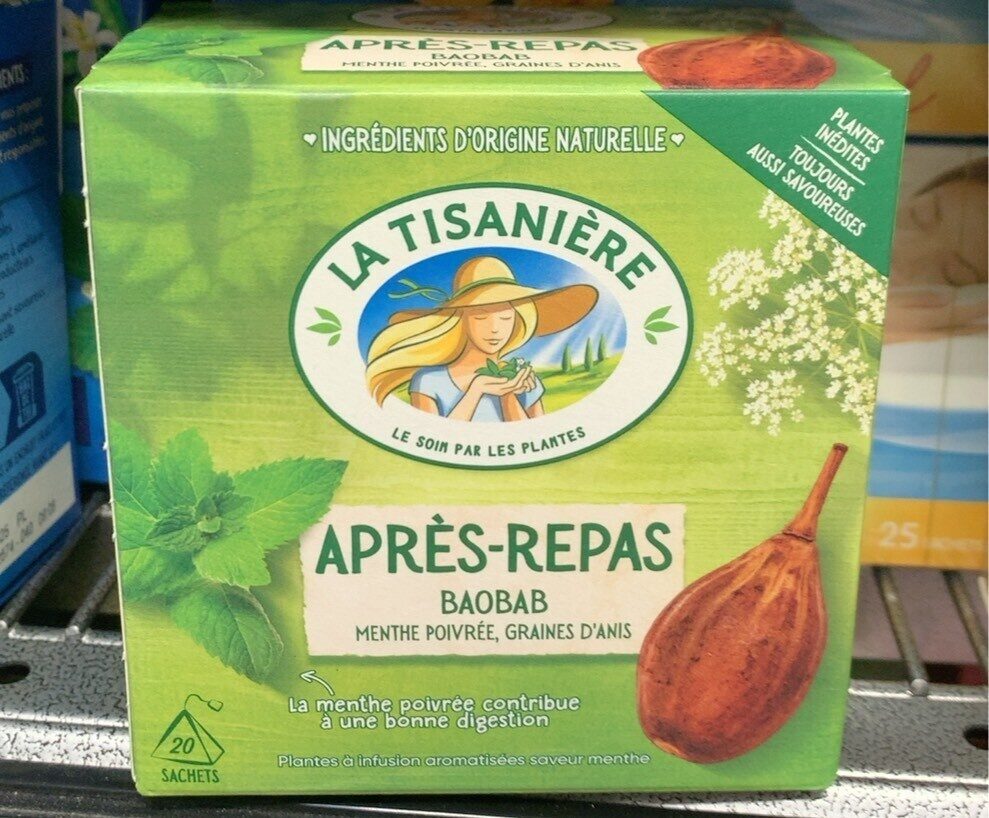 APRÈS-REPAS
BAOBAB
MENTHE POIVRÉE, GRAINES D'ANIS
INGRÉDIENTS D'ORIGINE NATURELLE
PLANTES
INÉDITES
TOUJOURS
AUSSI SAVOUREUSES
LA TISANIÈRE
LE SOIN PAR LES PLANTES
APRÈS-REPAS
BAOBAB
MENTHE POIVRÉE, GRAINES D'ANIS
La menthe poivrée contribue
à une bonne digestion
20
SACHETS
Plantes à infusion aromatisées saveur menthe
25